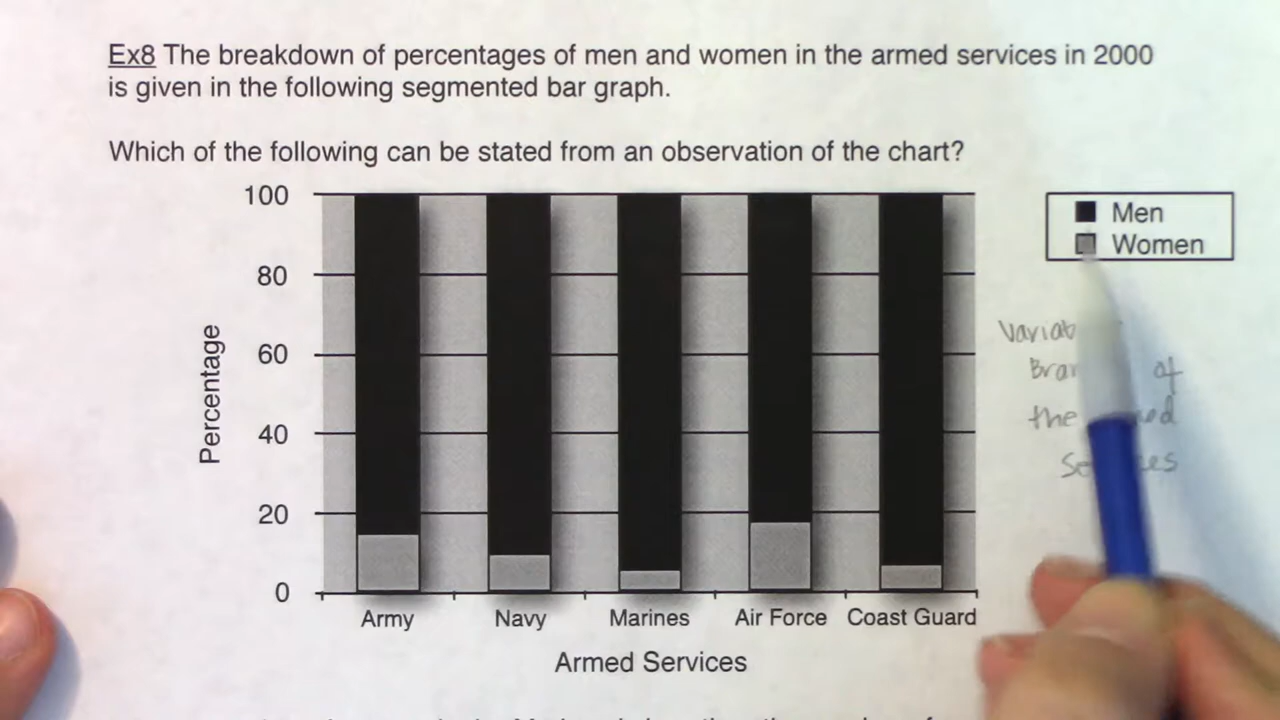 Ex8 The breakdown of percentages of men and women in the armed services in 2000
is given in the following segmented bar graph.
Which of the following can be stated from an observation of the chart?
100
80
60
40
20
0
Percentage
Army
Navy
Marines
Air Force
Coast Guard
Armed Services
Men
Women
of
the